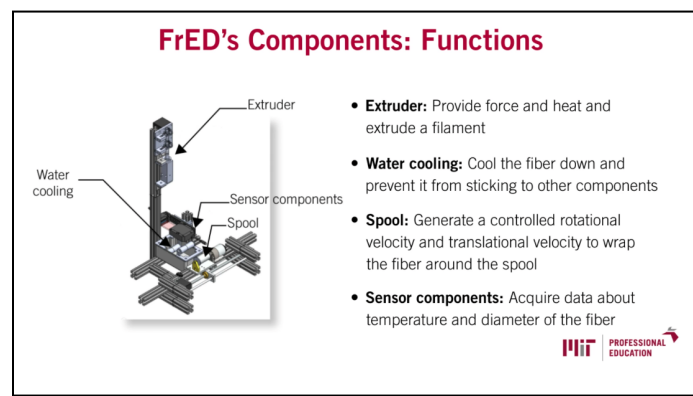 FrED's Components: Functions
Extruder
Water
cooling
Sensor components
Spool
• Extruder: Provide force and heat and
extrude a filament
• Water cooling: Cool the fiber down and
prevent it from sticking to other components
• Spool: Generate a controlled rotational
velocity and translational velocity to wrap
the fiber around the spool
• Sensor components: Acquire data about
temperature and diameter of the fiber
MIT PROFESSIONAL
EDUCATION